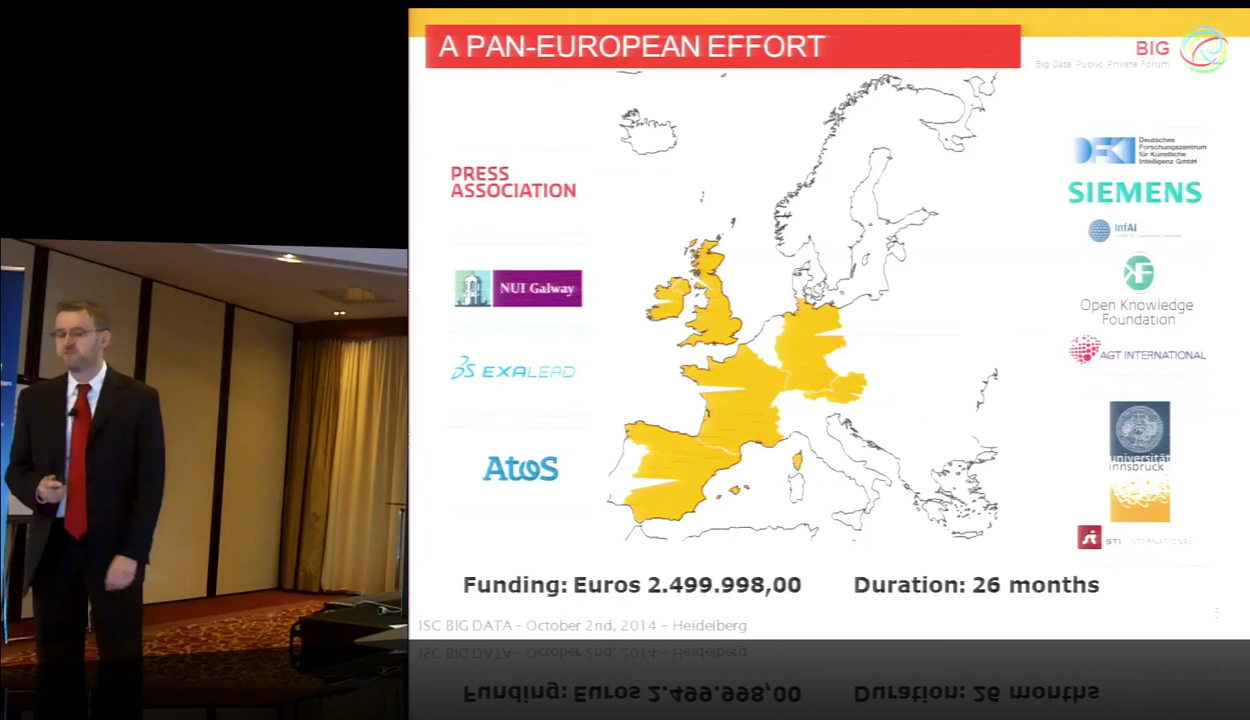 A PAN-EUROPEAN EFFORT
BIG
Big Data Public Private Forum
PRESS
ASSOCIATION
NUI Galway
EXALEAD
AtoS
Deutsches
Forschungszentrum
für Künstliche
Intelligenz GmbH
SIEMENS
InfAI
Open Knowledge
Foundation
AGT INTERNATIONAL
universität
innsbruck
STI INTERNATIONAL
Funding: Euros 2.499.998,00
Duration: 26 months
5
ISC BIG DATA – October 2nd, 2014 – Heidelberg